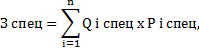 n
З спец = ∑ Q i спец x P i спец,
i=1